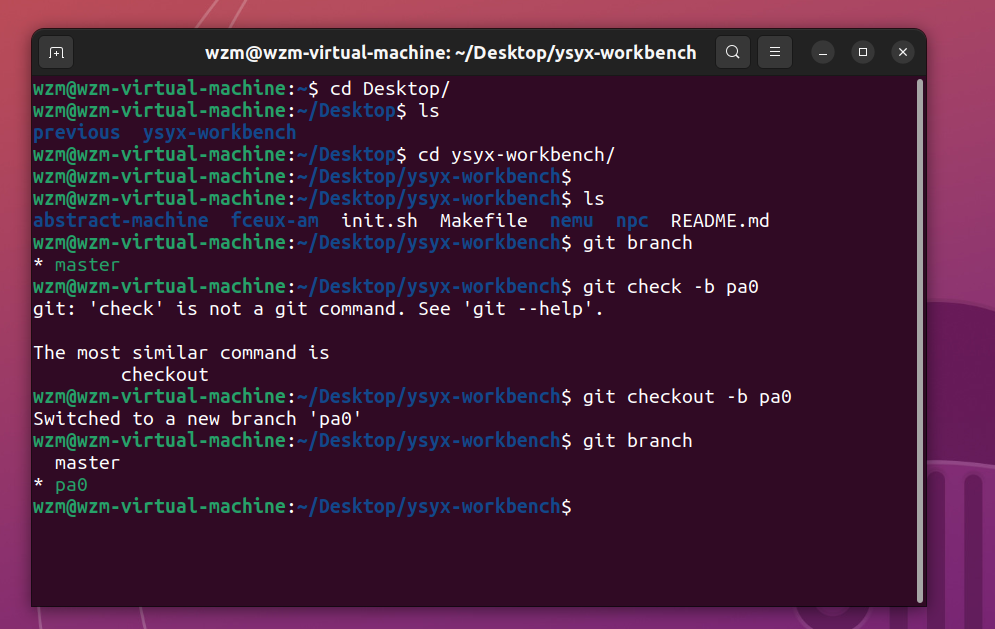 wzm@wzm-virtual-machine: ~/Desktop/ysyx-workbench
wzm@wzm-virtual-machine:~$ cd Desktop/
wzm@wzm-virtual-machine:~/Desktop$ ls
previous  ysyx-workbench
wzm@wzm-virtual-machine:~/Desktop$ cd ysyx-workbench/
wzm@wzm-virtual-machine:~/Desktop/ysyx-workbench$
wzm@wzm-virtual-machine:~/Desktop/ysyx-workbench$ ls
abstract-machine  fceux-am  init.sh  Makefile  nemu  npc  README.md
wzm@wzm-virtual-machine:~/Desktop/ysyx-workbench$ git branch
* master
wzm@wzm-virtual-machine:~/Desktop/ysyx-workbench$ git check -b pa0
git: 'check' is not a git command. See 'git --help'.
The most similar command is
checkout
wzm@wzm-virtual-machine:~/Desktop/ysyx-workbench$ git checkout -b pa0
Switched to a new branch 'pa0'
wzm@wzm-virtual-machine:~/Desktop/ysyx-workbench$ git branch
master
* pa0
wzm@wzm-virtual-machine:~/Desktop/ysyx-workbench$